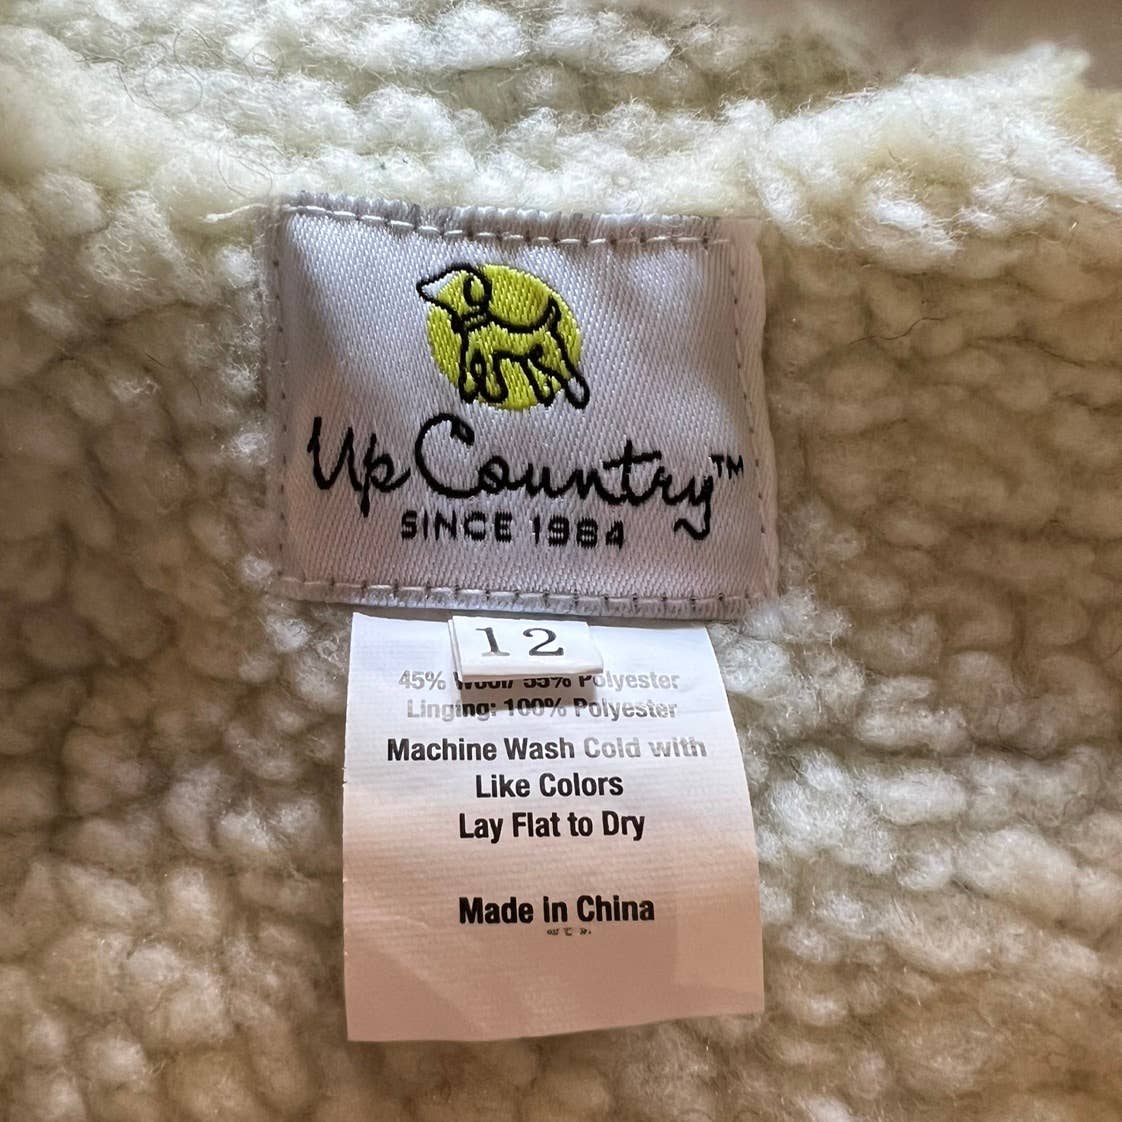 Up Country™
SINCE 1984
12
45% Wool/ 55% Polyester
Linging: 100% Polyester
Machine Wash Cold with
Like Colors
Lay Flat to Dry
Made in China